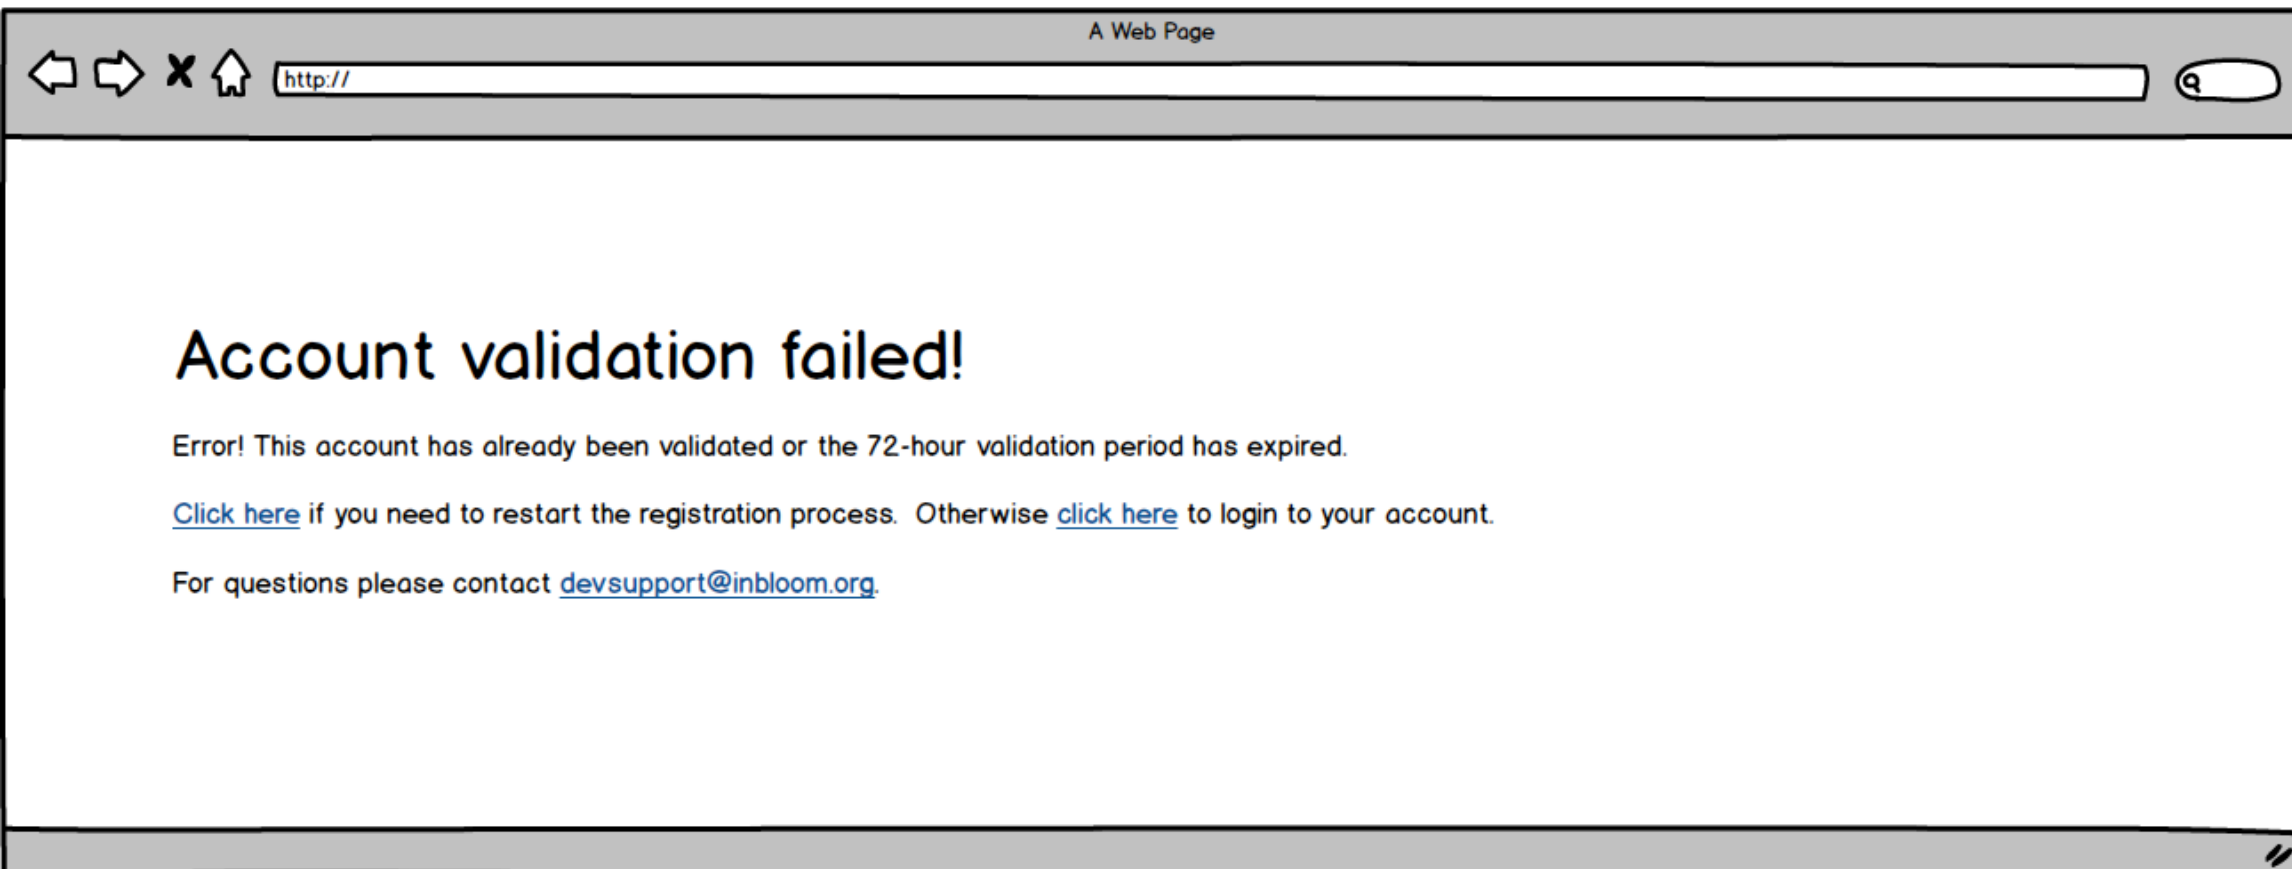 A Web Page
http://
Account validation failed!
Error! This account has already been validated or the 72-hour validation period has expired.
Click here if you need to restart the registration process.  Otherwise click here to login to your account.
For questions please contact devsupport@inbloom.org.